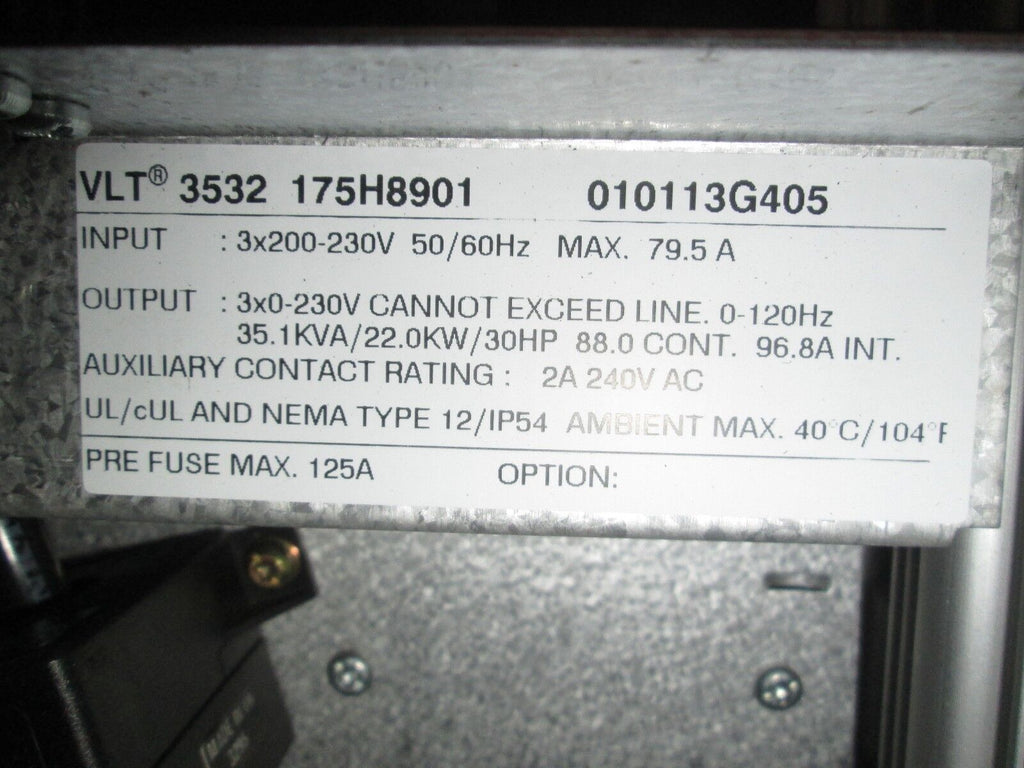 VLT® 3532 175H8901 010113G405
INPUT : 3x200-230V 50/60Hz MAX. 79.5 A
OUTPUT : 3x0-230V CANNOT EXCEED LINE. 0-120Hz
35.1KVA/22.0KW/30HP 88.0 CONT. 96.8A INT.
AUXILIARY CONTACT RATING : 2A 240V AC
UL/cUL AND NEMA TYPE 12/IP54 AMBIENT MAX. 40°C/104°F
PRE FUSE MAX. 125A OPTION: